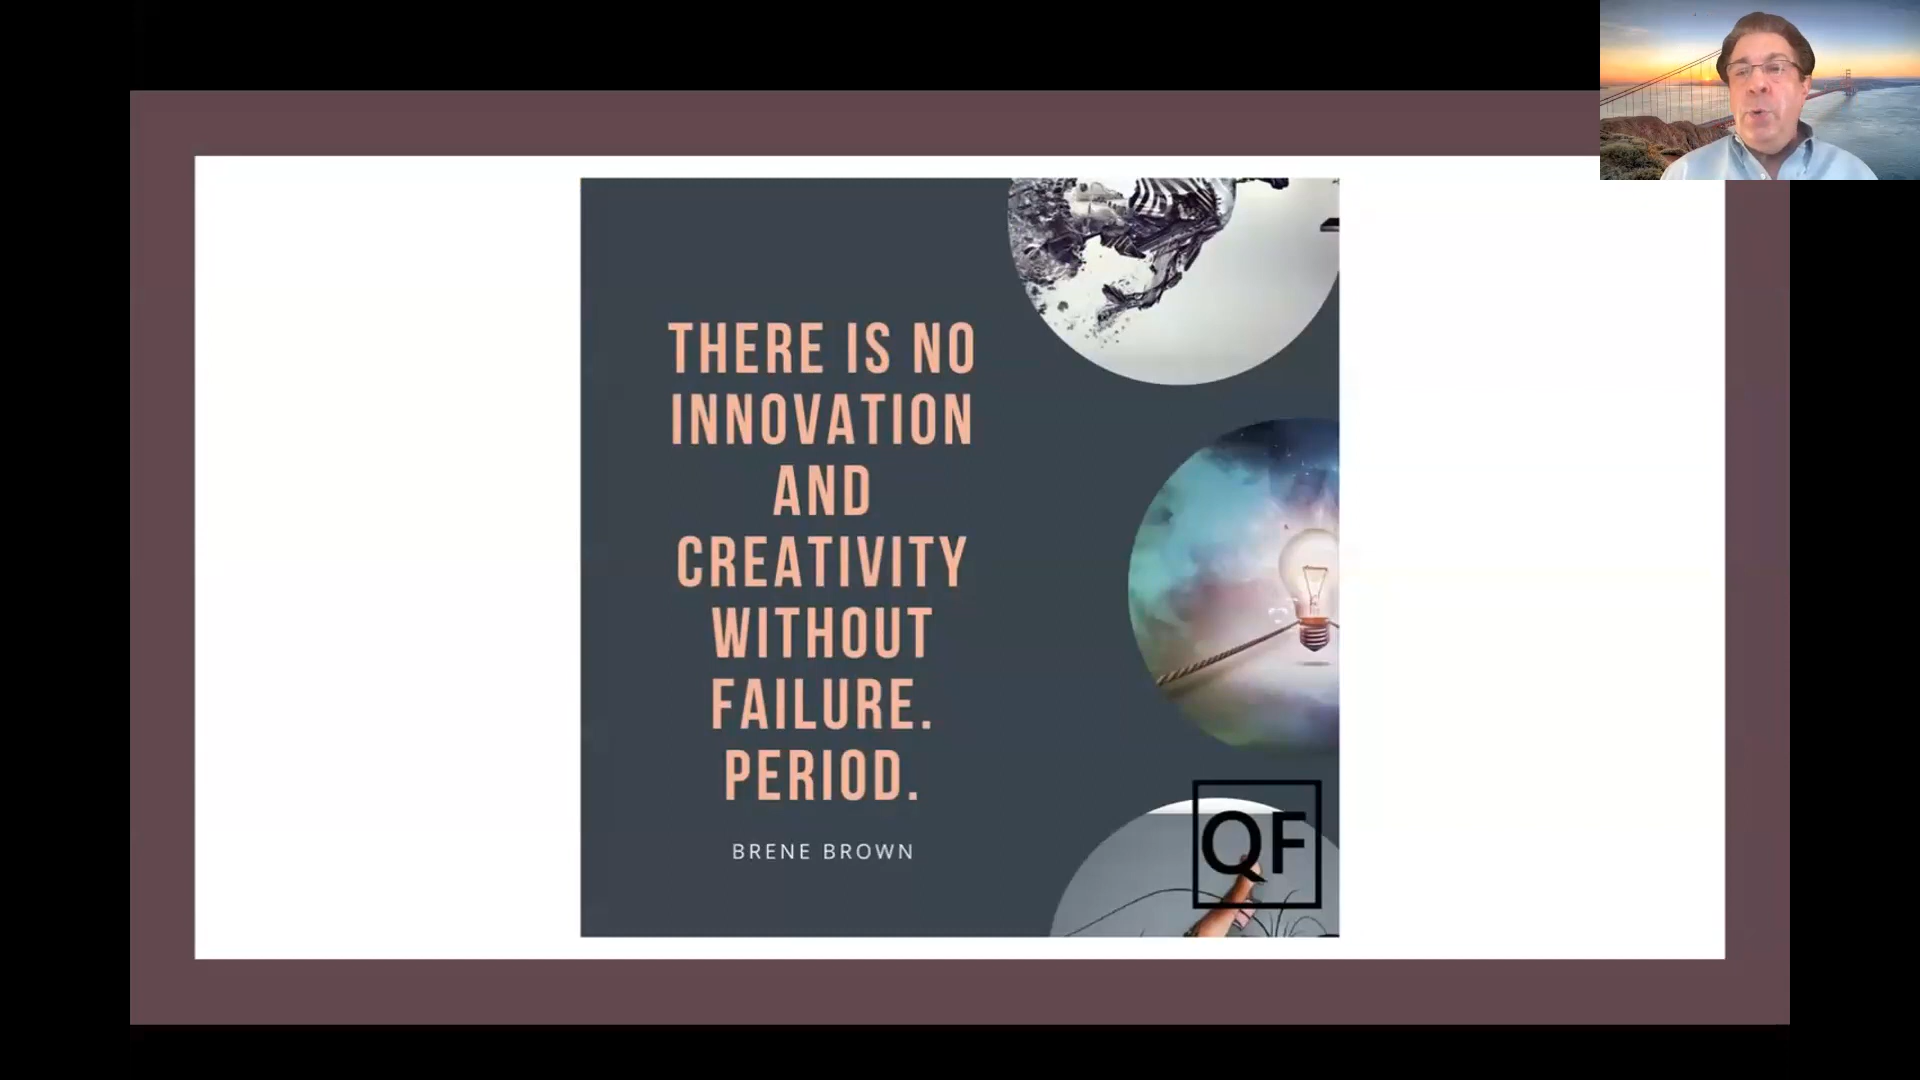 THERE IS NO
INNOVATION
AND
CREATIVITY
WITHOUT
FAILURE.
PERIOD.
BRENE BROWN
QF